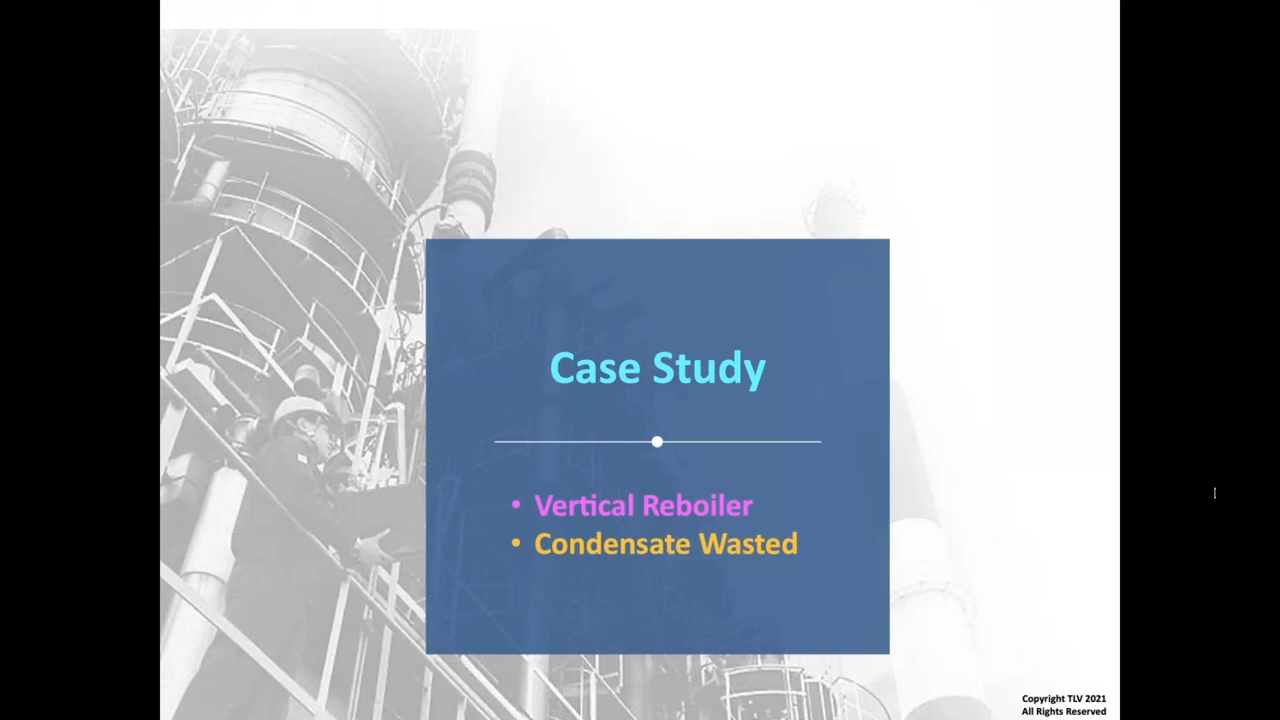 Case Study
• Vertical Reboiler
• Condensate Wasted
Copyright TLV 2021
All Rights Reserved